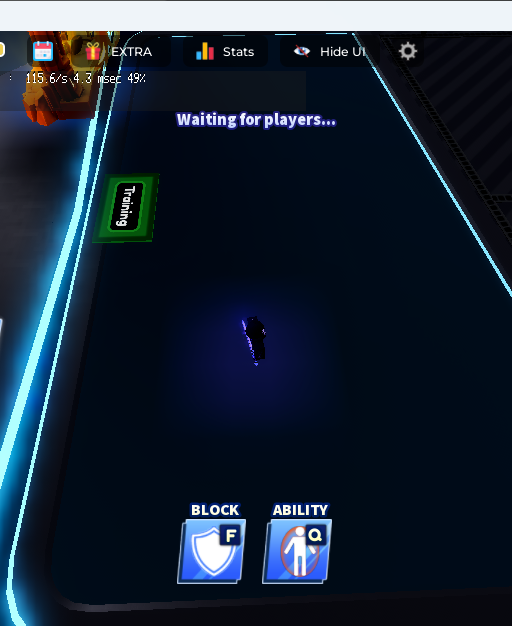 EXTRA
Stats
Hide UI
: 115.6/s 4.3 msec 49%
Waiting for players...
Training
BLOCK
ABILITY
F
Q